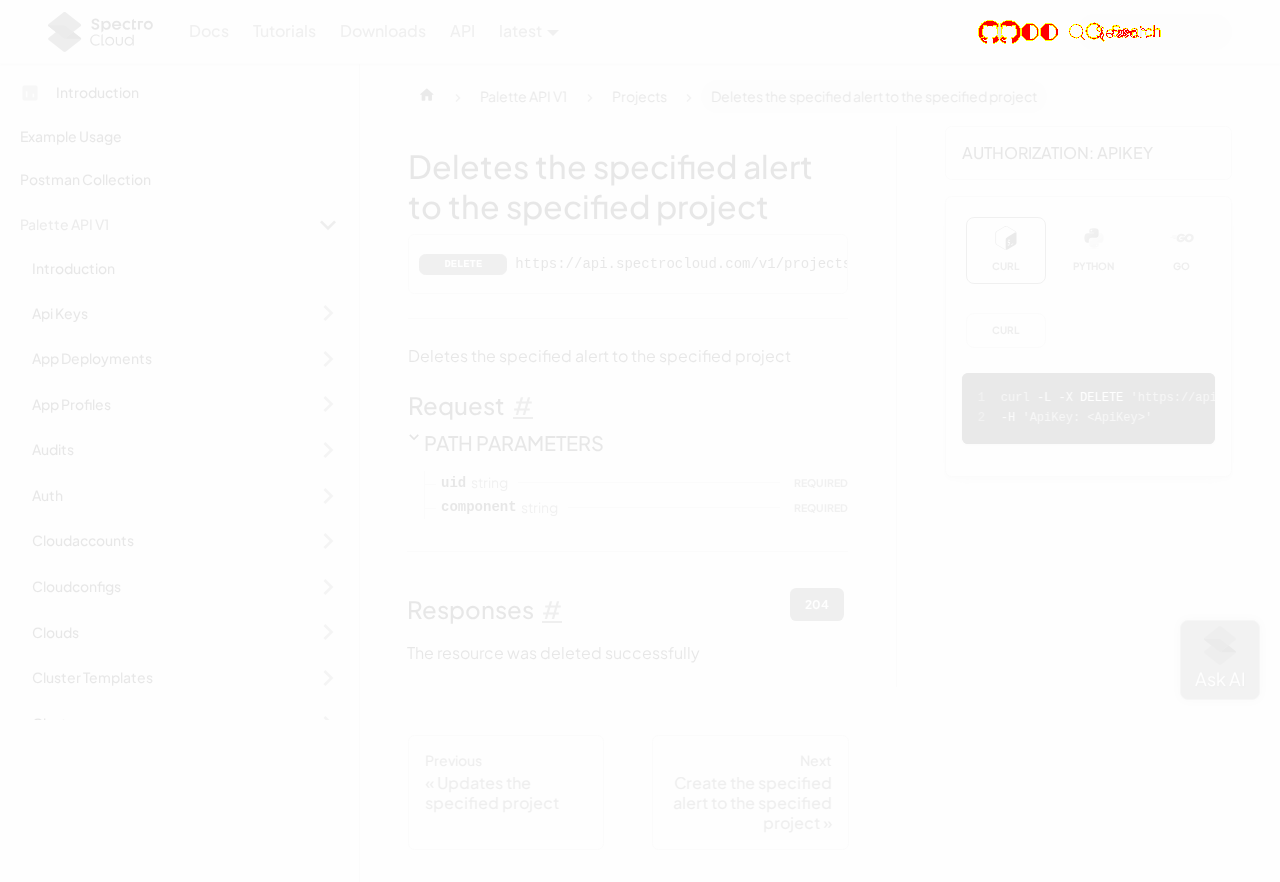 Spectro Cloud
Docs
Tutorials
Downloads
API
latest
Search
Introduction
Example Usage
Postman Collection
Palette API V1
Introduction
Api Keys
App Deployments
App Profiles
Audits
Auth
Cloudaccounts
Cloudconfigs
Clouds
Cluster Templates
Palette API V1
Projects
Deletes the specified alert to the specified project
Deletes the specified alert
to the specified project
DELETE https://api.spectrocloud.com/v1/projects
Deletes the specified alert to the specified project
Request #
PATH PARAMETERS
uid string REQUIRED
component string REQUIRED
Responses #
204
The resource was deleted successfully
Previous
« Updates the
specified project
Next
Create the specified
alert to the specified
project »
AUTHORIZATION: APIKEY
CURL
PYTHON
GO
CURL
1 curl -L -X DELETE 'https://api
2 -H 'ApiKey: <ApiKey>'
Ask AI